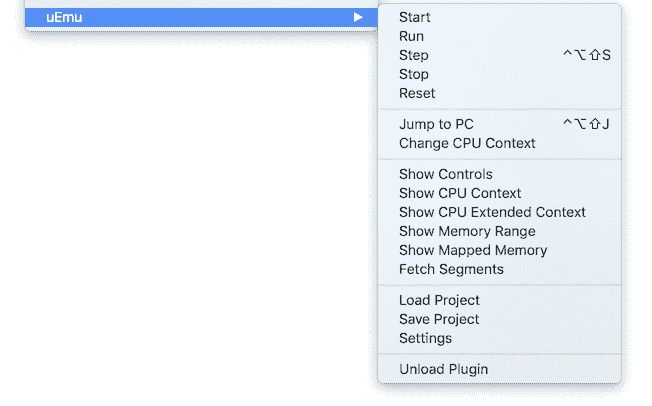 uEmu ▶
Start
Run
Step ^⌥⇧S
Stop
Reset
Jump to PC ^⌥⇧J
Change CPU Context
Show Controls
Show CPU Context
Show CPU Extended Context
Show Memory Range
Show Mapped Memory
Fetch Segments
Load Project
Save Project
Settings
Unload Plugin